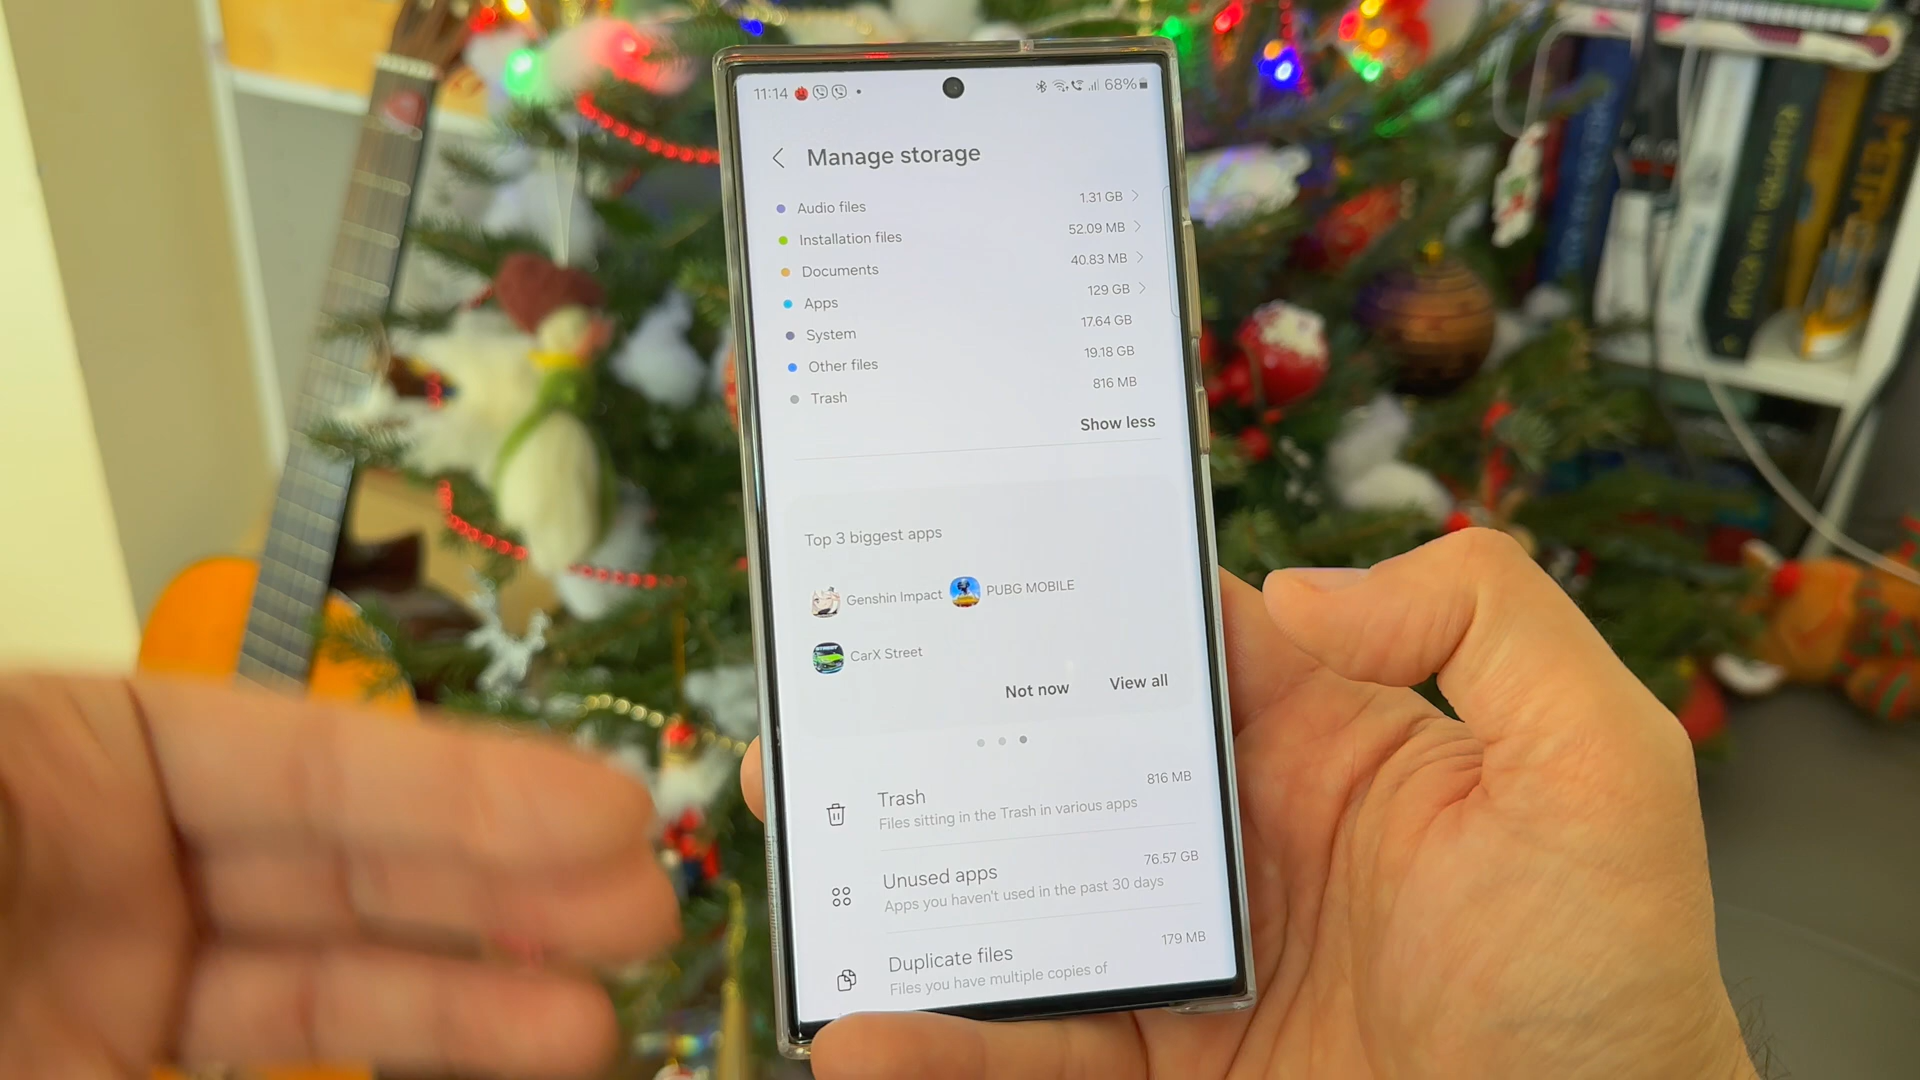 11:14
68%
Manage storage
Audio files 1.31 GB
Installation files 52.09 MB
Documents 40.83 MB
Apps 129 GB
System 17.64 GB
Other files 19.18 GB
Trash 816 MB
Show less
Top 3 biggest apps
Genshin Impact PUBG MOBILE
CarX Street
Not now View all
Trash 816 MB
Files sitting in the Trash in various apps
Unused apps 76.57 GB
Apps you haven't used in the past 30 days
Duplicate files 179 MB
Files you have multiple copies of